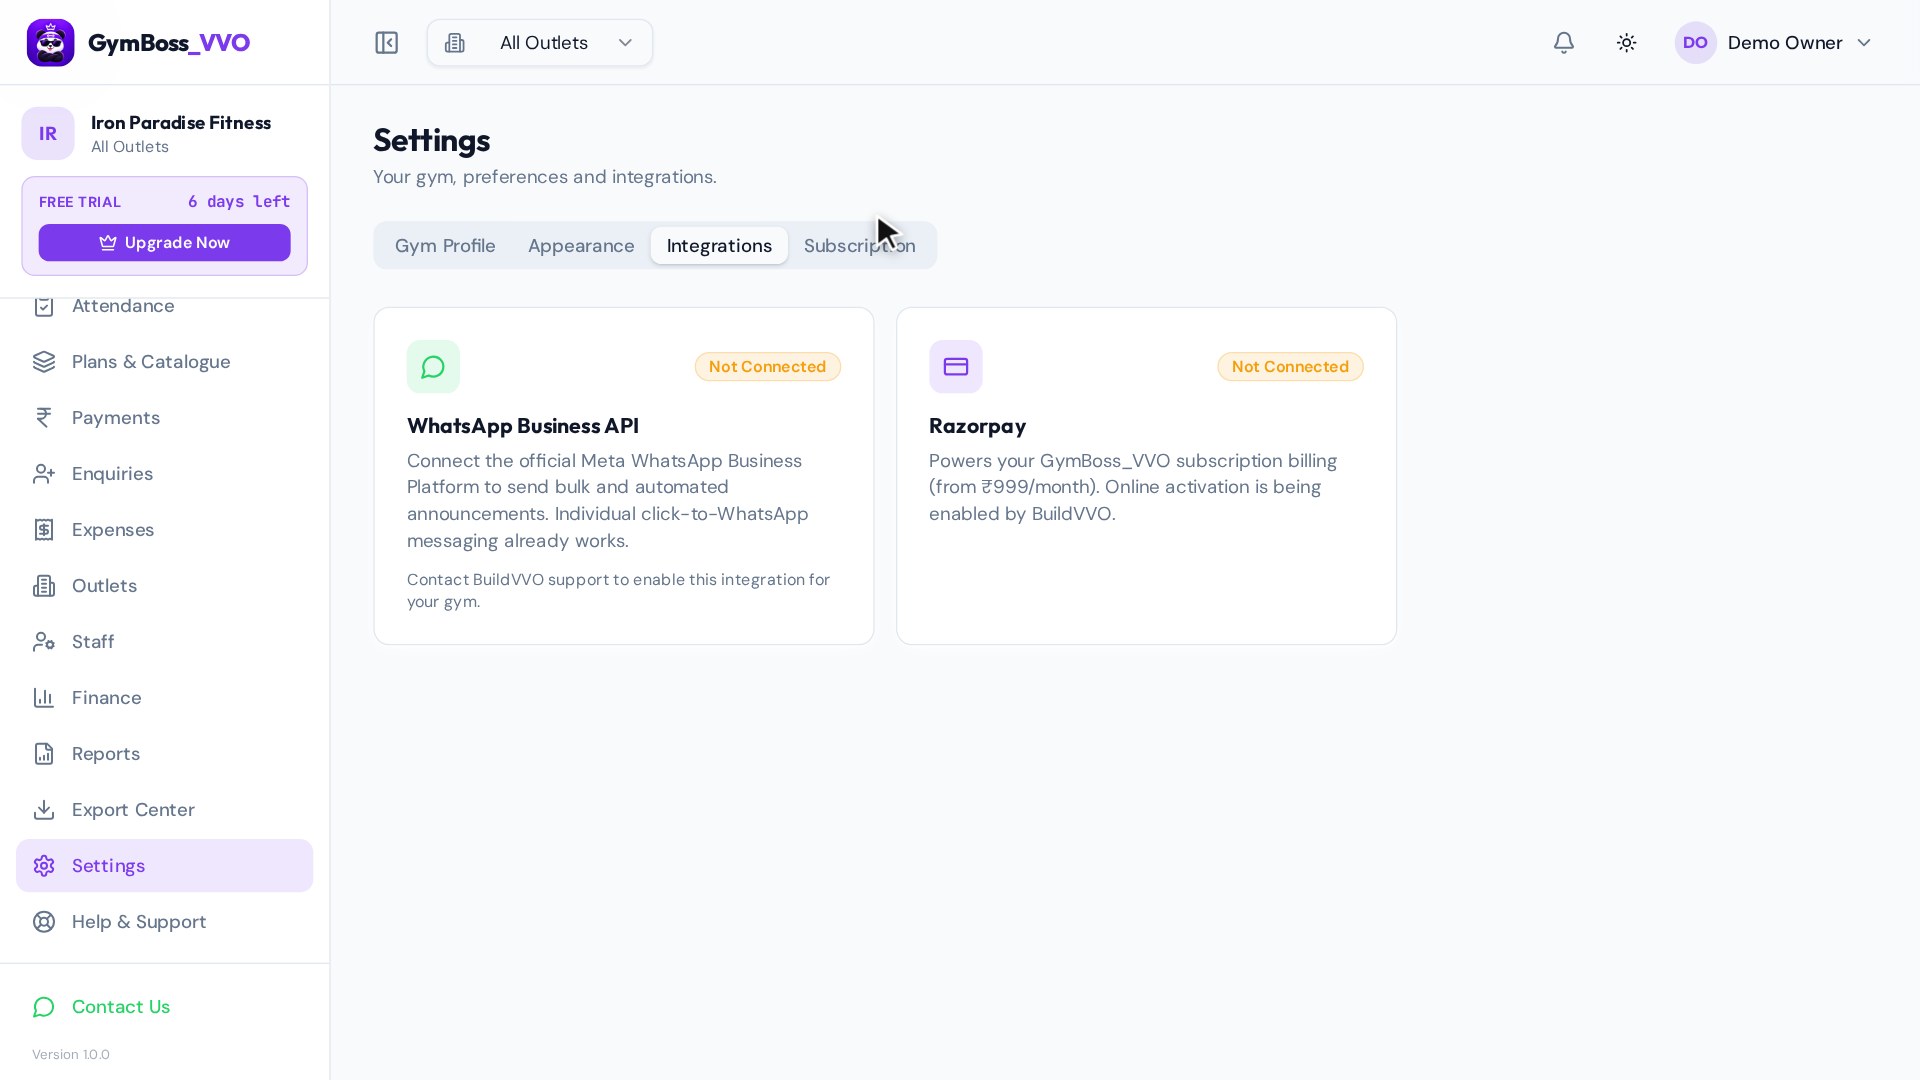 GymBoss_VVO
All Outlets
DO
Demo Owner
IR
Iron Paradise Fitness
All Outlets
FREE TRIAL
6 days left
Upgrade Now
Attendance
Plans & Catalogue
Payments
Enquiries
Expenses
Outlets
Staff
Finance
Reports
Export Center
Settings
Help & Support
Contact Us
Version 1.0.0
Settings
Your gym, preferences and integrations.
Gym Profile
Appearance
Integrations
Subscription
Not Connected
WhatsApp Business API
Connect the official Meta WhatsApp Business
Platform to send bulk and automated
announcements. Individual click-to-WhatsApp
messaging already works.
Contact BuildVVO support to enable this integration for
your gym.
Not Connected
Razorpay
Powers your GymBoss_VVO subscription billing
(from ₹999/month). Online activation is being
enabled by BuildVVO.